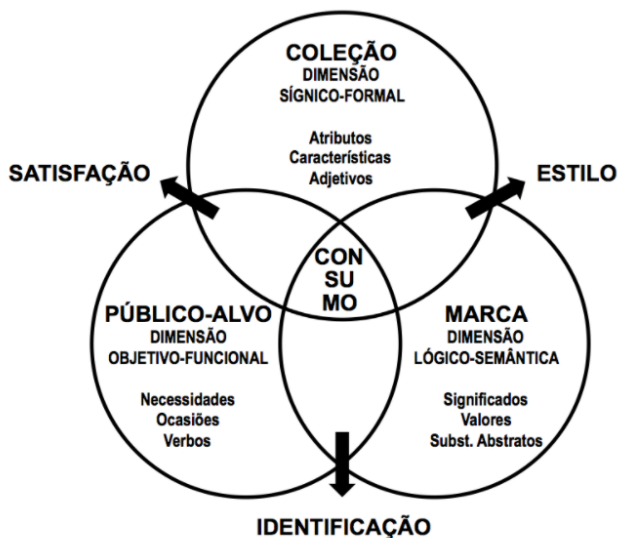 COLEÇÃO
DIMENSÃO
SÍGNICO-FORMAL
Atributos
Características
Adjetivos
SATISFAÇÃO
ESTILO
CON
SU
MO
PÚBLICO-ALVO
DIMENSÃO
OBJETIVO-FUNCIONAL
Necessidades
Ocasiões
Verbos
MARCA
DIMENSÃO
LÓGICO-SEMÂNTICA
Significados
Valores
Subst. Abstratos
IDENTIFICAÇÃO